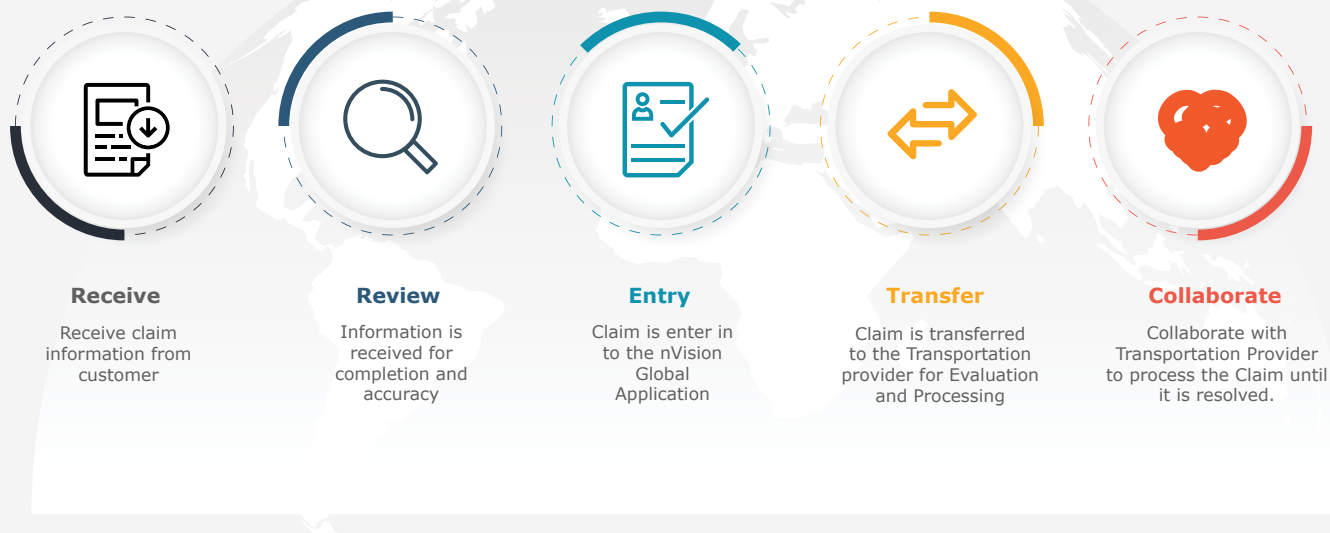 Receive
Receive claim
information from
customer
Review
Information is
received for
completion and
accuracy
Entry
Claim is enter in
to the nVision
Global
Application
Transfer
Claim is transferred
to the Transportation
provider for Evaluation
and Processing
Collaborate
Collaborate with
Transportation Provider
to process the Claim until
it is resolved.